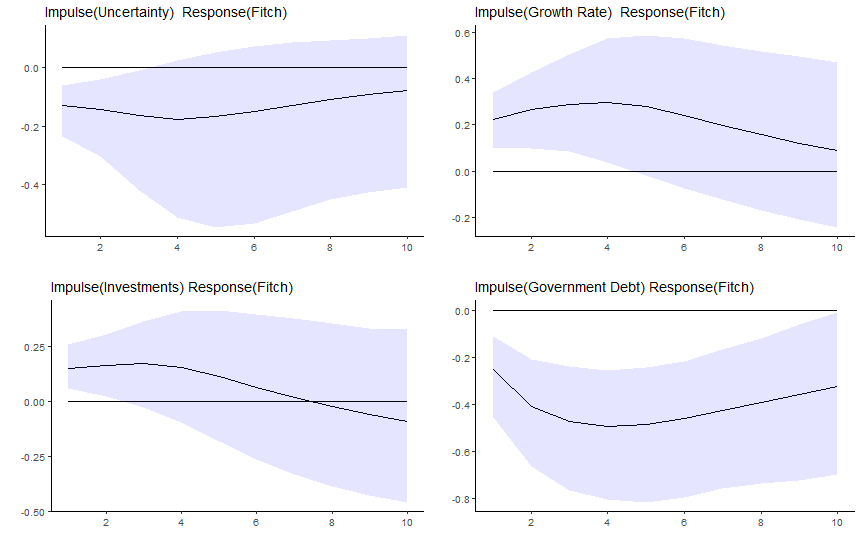 Impulse(Uncertainty)  Response(Fitch)
0.0
-0.2
-0.4
2 4 6 8 10
Impulse(Growth Rate)  Response(Fitch)
0.6
0.4
0.2
0.0
-0.2
2 4 6 8 10
Impulse(Investments) Response(Fitch)
0.25
0.00
-0.25
-0.50
2 4 6 8 10
Impulse(Government Debt) Response(Fitch)
0.0
-0.2
-0.4
-0.6
-0.8
2 4 6 8 10